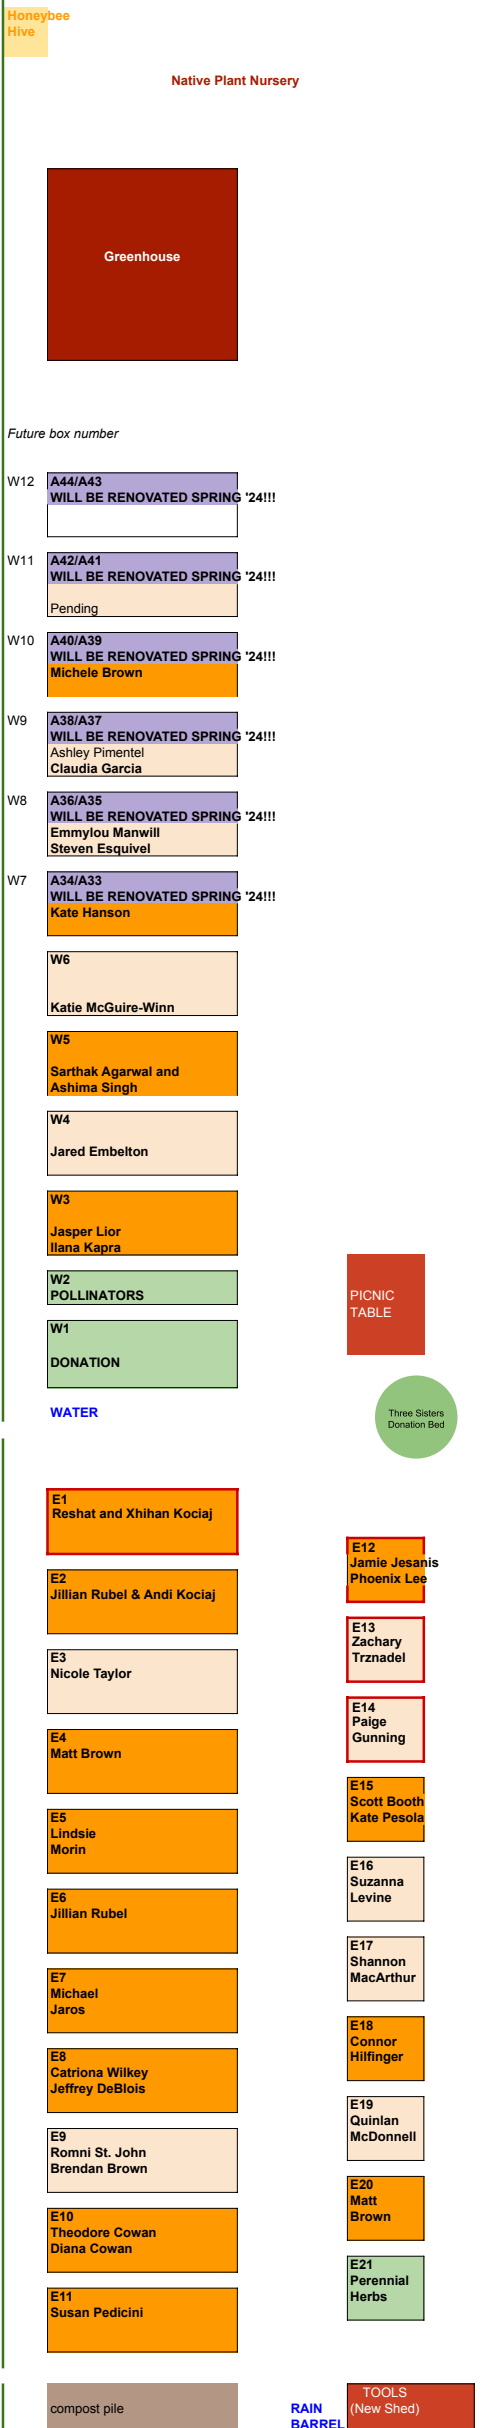 Honeybee
Hive
Native Plant Nursery
Greenhouse
Future box number
W12
A44/A43
WILL BE RENOVATED SPRING '24!!!
W11
A42/A41
WILL BE RENOVATED SPRING '24!!!
Pending
W10
A40/A39
WILL BE RENOVATED SPRING '24!!!
Michele Brown
W9
A38/A37
WILL BE RENOVATED SPRING '24!!!
Ashley Pimentel
Claudia Garcia
W8
A36/A35
WILL BE RENOVATED SPRING '24!!!
Emmylou Manwill
Steven Esquivel
W7
A34/A33
WILL BE RENOVATED SPRING '24!!!
Kate Hanson
W6
Katie McGuire-Winn
W5
Sarthak Agarwal and
Ashima Singh
W4
Jared Embelton
W3
Jasper Lior
Ilana Kapra
W2
POLLINATORS
PICNIC
TABLE
W1
DONATION
WATER
Three Sisters
Donation Bed
E1
Reshat and Xhihan Kociaj
E2
Jillian Rubel & Andi Kociaj
E3
Nicole Taylor
E4
Matt Brown
E5
Lindsie
Morin
E6
Jillian Rubel
E7
Michael
Jaros
E8
Catriona Wilkey
Jeffrey DeBlois
E9
Romni St. John
Brendan Brown
E10
Theodore Cowan
Diana Cowan
E11
Susan Pedicini
E12
Jamie Jesanis
Phoenix Lee
E13
Zachary
Trznadel
E14
Paige
Gunning
E15
Scott Booth
Kate Pesola
E16
Suzanna
Levine
E17
Shannon
MacArthur
E18
Connor
Hilfinger
E19
Quinlan
McDonnell
E20
Matt
Brown
E21
Perennial
Herbs
compost pile
RAIN
BARREL
TOOLS
(New Shed)